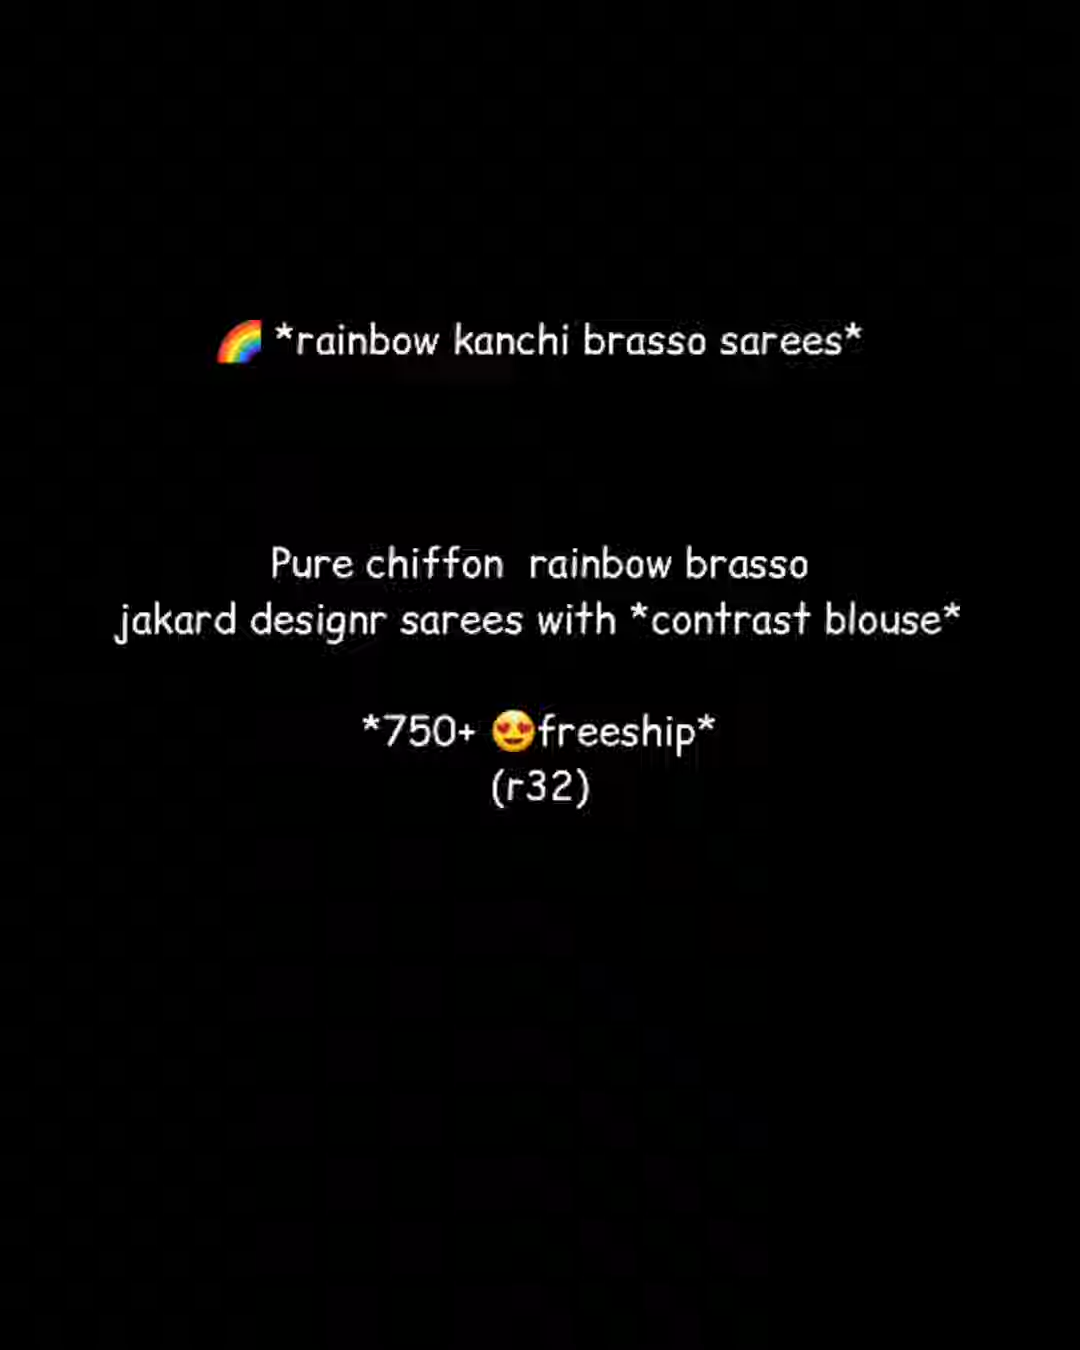 🌈 *rainbow kanchi brasso sarees*
Pure chiffon  rainbow brasso
jakard designr sarees with *contrast blouse*
*750+ 😍freeship*
(r32)